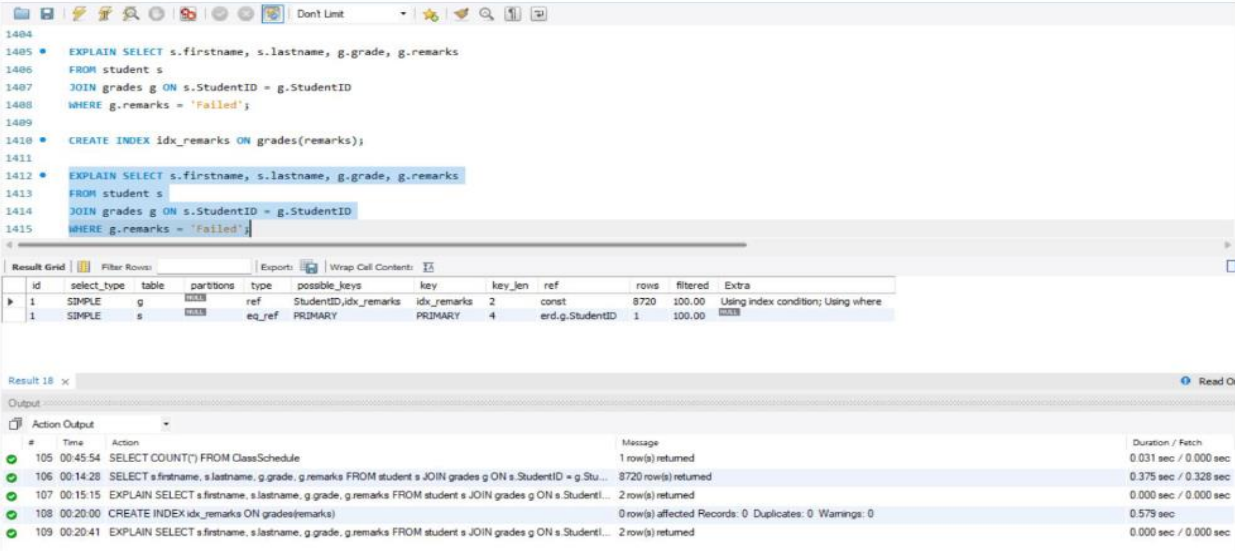 Don't Limit
1404
1405 EXPLAIN SELECT s.firstname, s.lastname, g.grade, g.remarks
1406 FROM student s
1407 JOIN grades g ON s.StudentID = g.StudentID
1408 WHERE g.remarks = 'Failed';
1409
1410 CREATE INDEX idx_remarks ON grades(remarks);
1411
1412 EXPLAIN SELECT s.firstname, s.lastname, g.grade, g.remarks
1413 FROM student s
1414 JOIN grades g ON s.StudentID = g.StudentID
1415 WHERE g.remarks = 'Failed';
Result Grid Filter Rows: Export: Wrap Cell Content:
id select_type table partitions type possible_keys key key_len ref rows filtered Extra
1 SIMPLE g NULL ref StudentID,idx_remarks idx_remarks 2 const 8720 100.00 Using index condition; Using where
1 SIMPLE s NULL eq_ref PRIMARY PRIMARY 4 erd.g.StudentID 1 100.00 NULL
Result 18 Read O
Output
Action Output
# Time Action Message Duration / Fetch
105 00:45:54 SELECT COUNT(*) FROM ClassSchedule 1 row(s) returned 0.031 sec / 0.000 sec
106 00:14:28 SELECT s.firstname, s.lastname, g.grade, g.remarks FROM student s JOIN grades g ON s.StudentID = g.Stu... 8720 row(s) returned 0.375 sec / 0.328 sec
107 00:15:15 EXPLAIN SELECT s.firstname, s.lastname, g.grade, g.remarks FROM student s JOIN grades g ON s.StudentI... 2 row(s) returned 0.000 sec / 0.000 sec
108 00:20:00 CREATE INDEX idx_remarks ON grades(remarks) 0 row(s) affected Records: 0 Duplicates: 0 Warnings: 0 0.579 sec
109 00:20:41 EXPLAIN SELECT s.firstname, s.lastname, g.grade, g.remarks FROM student s JOIN grades g ON s.StudentI... 2 row(s) returned 0.000 sec / 0.000 sec